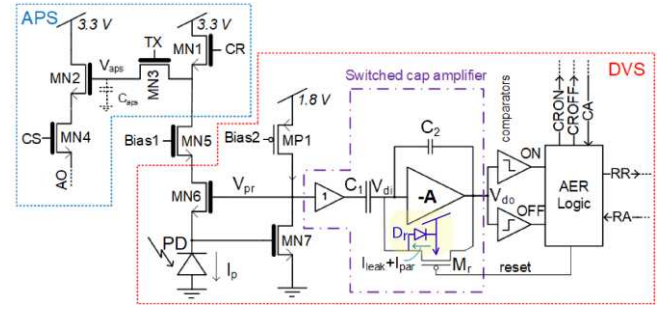 APS
3.3 V
3.3 V
TX
MN1
CR
MN2
V_aps
MN3
C_aps
DVS
Switched cap amplifier
comparators
CRON
CROFF
CA
1.8 V
CS
MN4
Bias1
MN5
Bias2
MP1
C_2
ON
AO
MN6
V_pr
1
C_1
V_di
-A
V_do
AER
Logic
RR
OFF
RA
PD
MN7
D_r
I_p
I_leak+I_par
M_r
reset